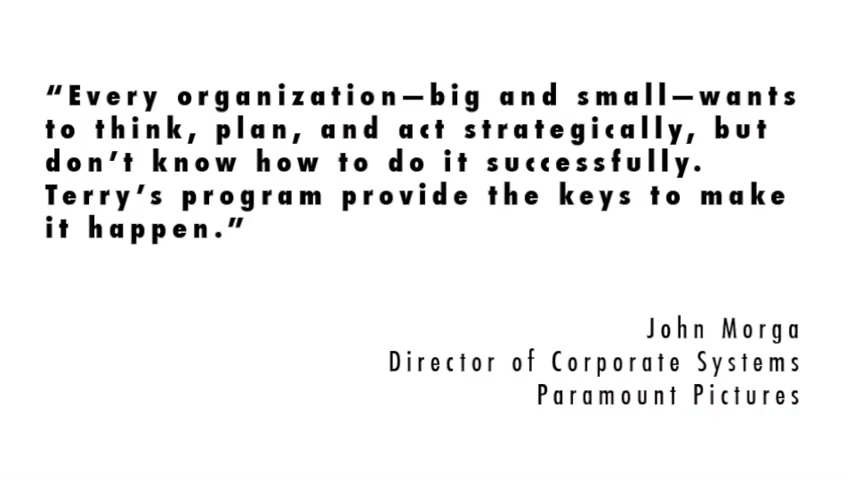 “Every organization—big and small—wants
to think, plan, and act strategically, but
don’t know how to do it successfully.
Terry’s program provide the keys to make
it happen.”
John Morga
Director of Corporate Systems
Paramount Pictures